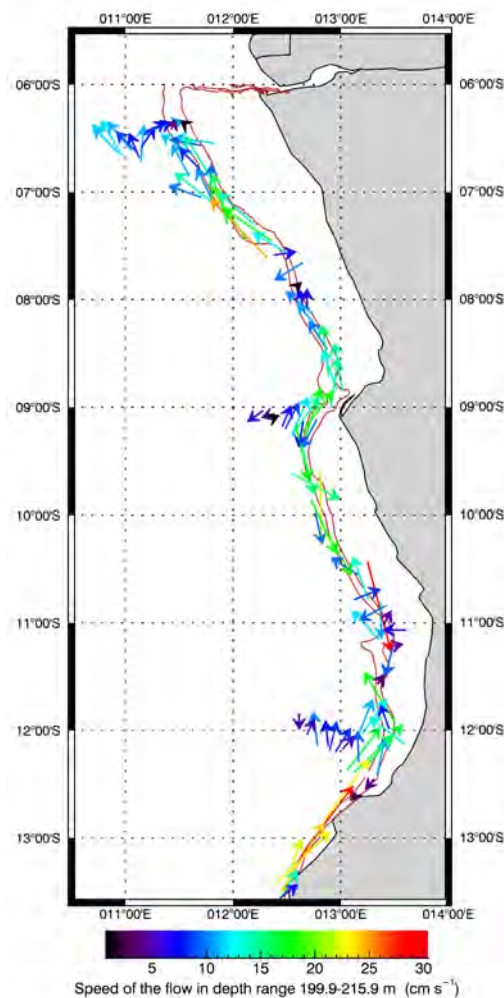 011°00'E 012°00'E 013°00'E 014°00'E
06°00'S 06°00'S
07°00'S 07°00'S
08°00'S 08°00'S
09°00'S 09°00'S
10°00'S 10°00'S
11°00'S 11°00'S
12°00'S 12°00'S
13°00'S 13°00'S
011°00'E 012°00'E 013°00'E 014°00'E
5 10 15 20 25 30
Speed of the flow in depth range 199.9-215.9 m (cm s⁻¹)